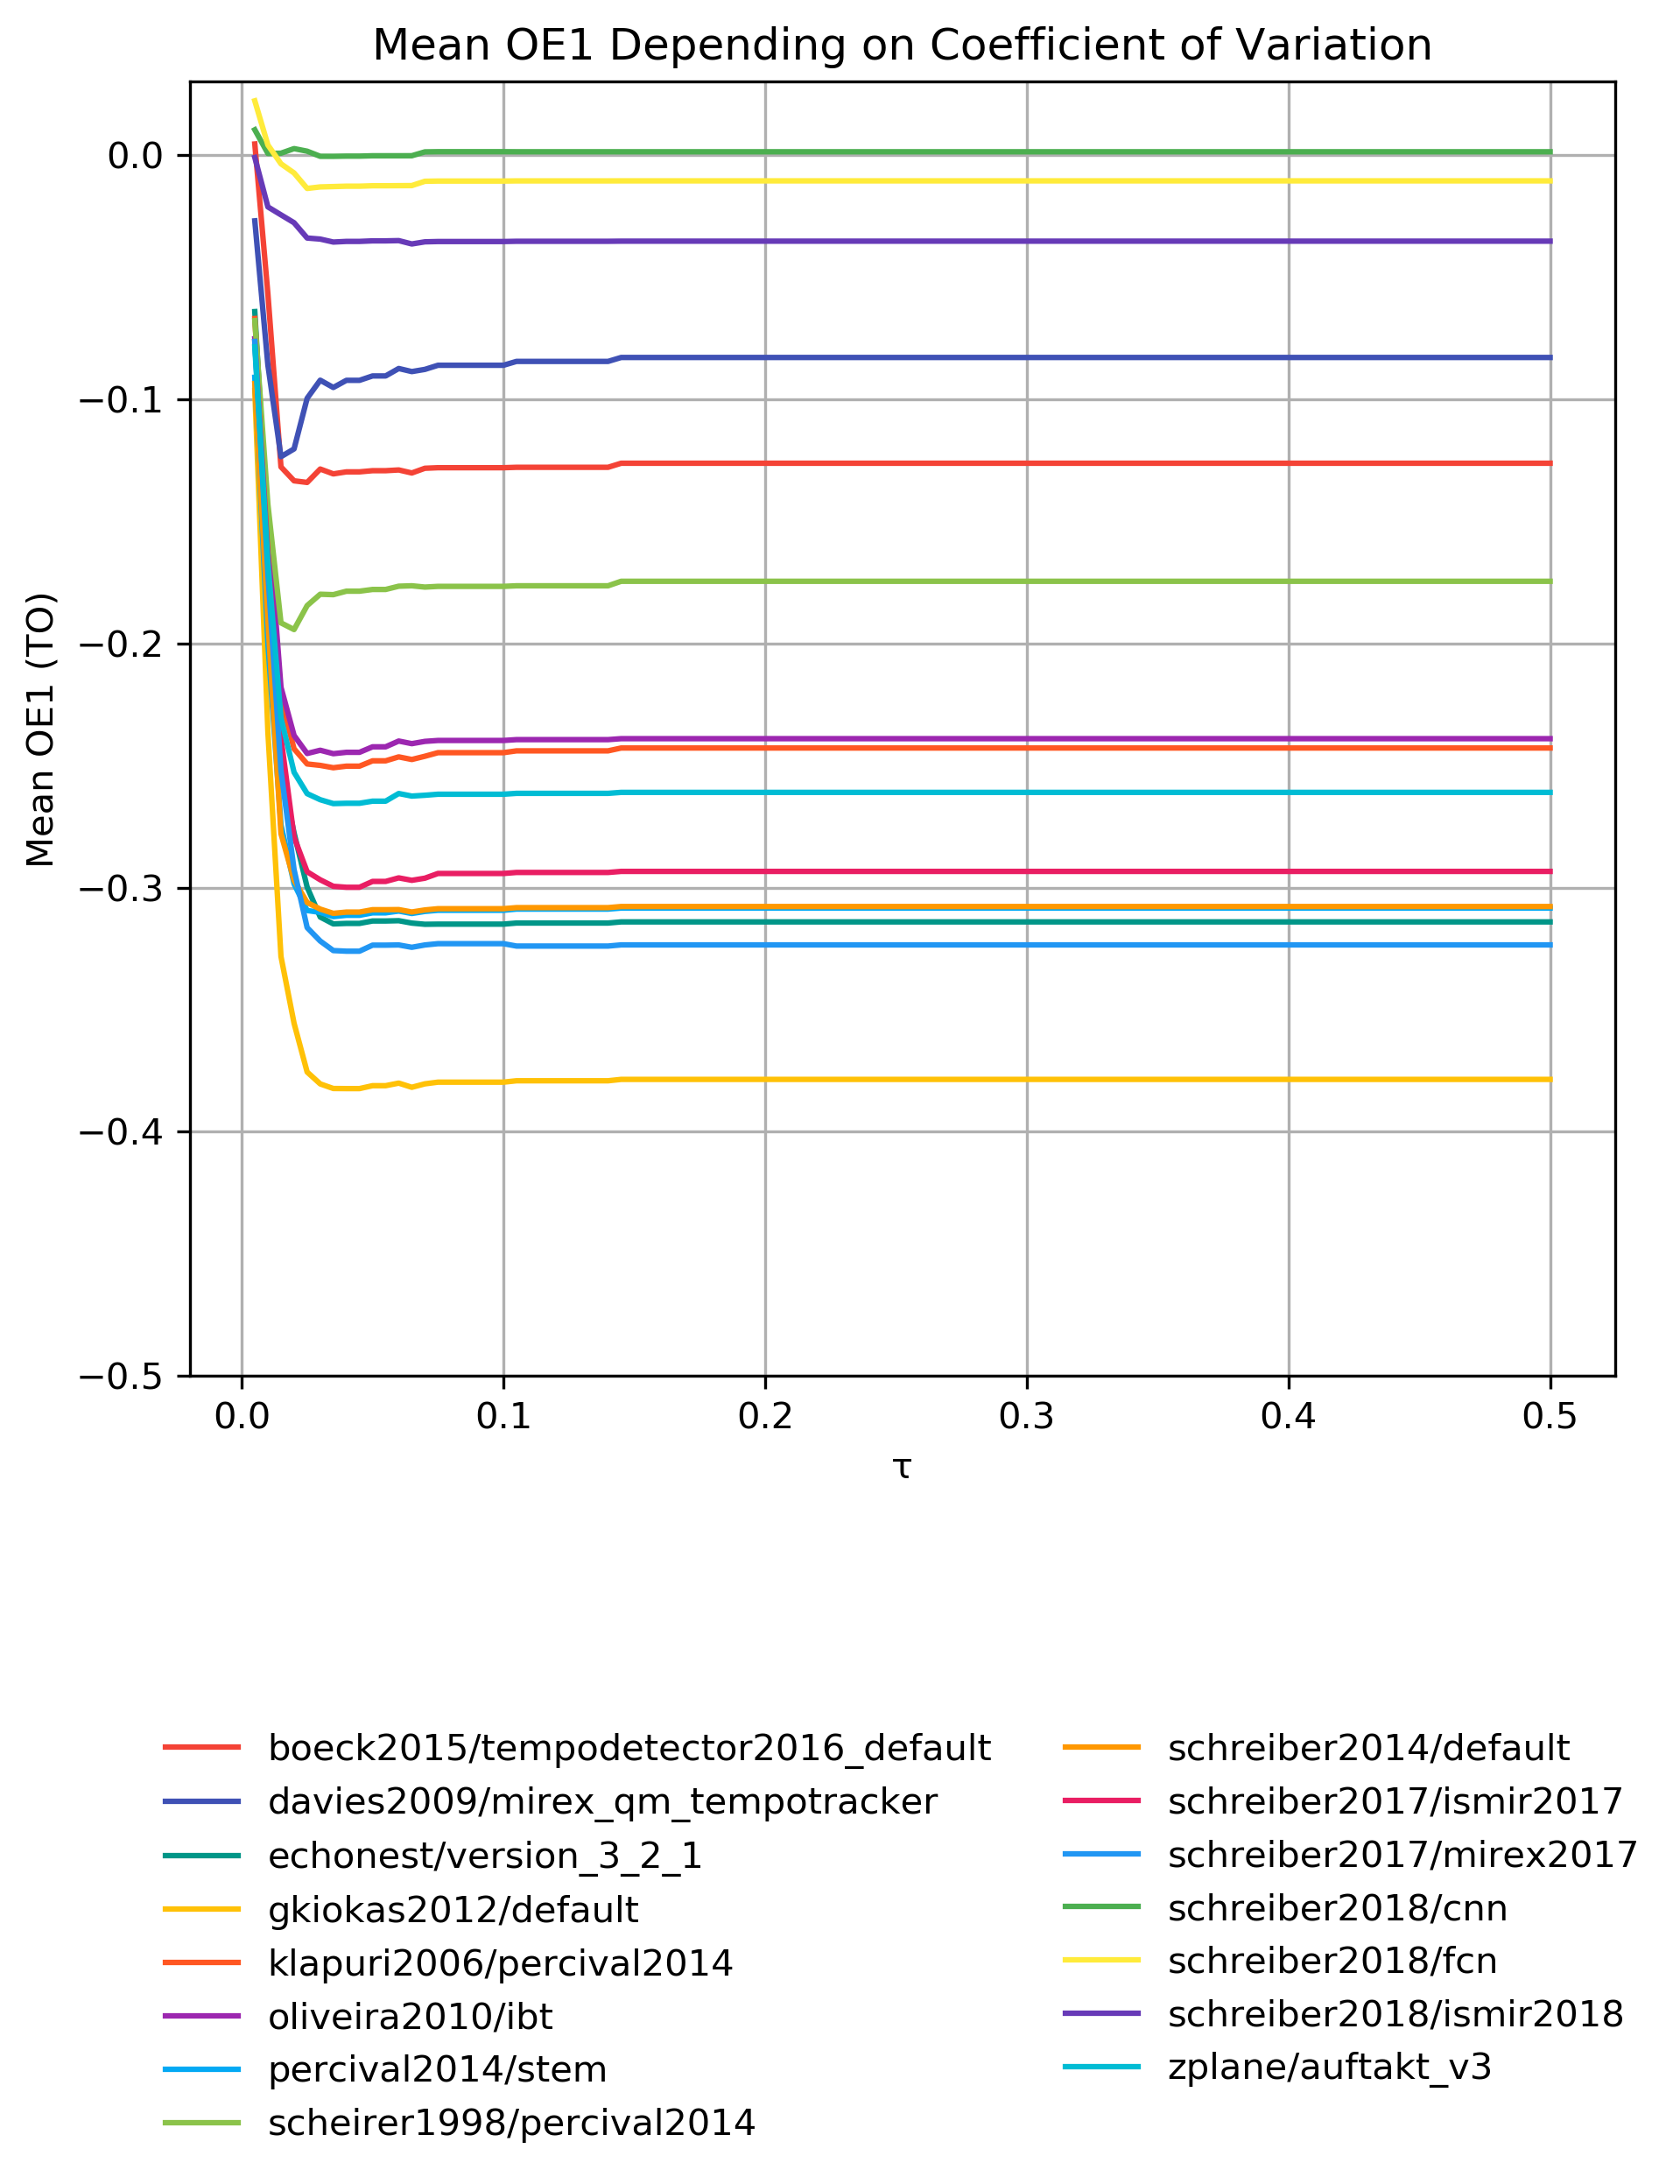 Mean OE1 Depending on Coefficient of Variation
0.0
−0.1
−0.2
−0.3
−0.4
−0.5
Mean OE1 (TO)
0.0 0.1 0.2 0.3 0.4 0.5
τ
boeck2015/tempodetector2016_default
davies2009/mirex_qm_tempotracker
echonest/version_3_2_1
gkiokas2012/default
klapuri2006/percival2014
oliveira2010/ibt
percival2014/stem
scheirer1998/percival2014
schreiber2014/default
schreiber2017/ismir2017
schreiber2017/mirex2017
schreiber2018/cnn
schreiber2018/fcn
schreiber2018/ismir2018
zplane/auftakt_v3